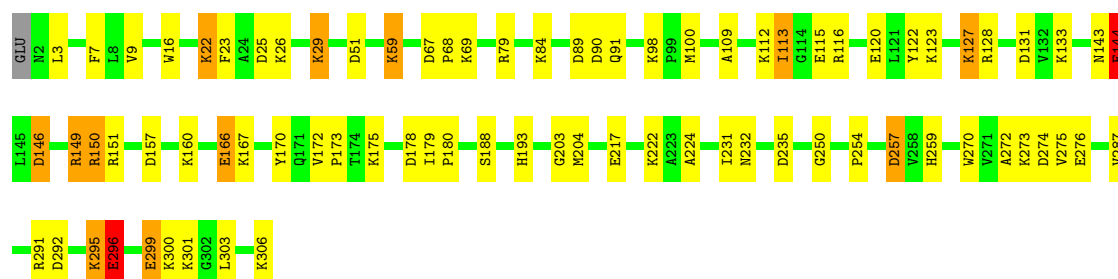 GLU N2 L3 F7 L8 V9 W16 K22 F23 A24 D25 K26 K29 D51 K59 D67 P68 K69 R79 K84 D89 D90 Q91 K98 P99 M100 A109 K112 I113 G114 E115 R116 E120 L121 Y122 K123 K127 R128 D131 V132 K133 N143
L145 D146 R149 R150 R151 D157 K160 E166 K167 Y170 Q171 V172 P173 T174 K175 D178 I179 P180 S188 H193 G203 M204 E217 K222 A223 A224 I231 N232 D235 G250 P254 D257 V258 H259 W270 V271 A272 K273 D274 V275 E276
R291 D292 K295 E296 E299 K300 K301 G302 L303 K306